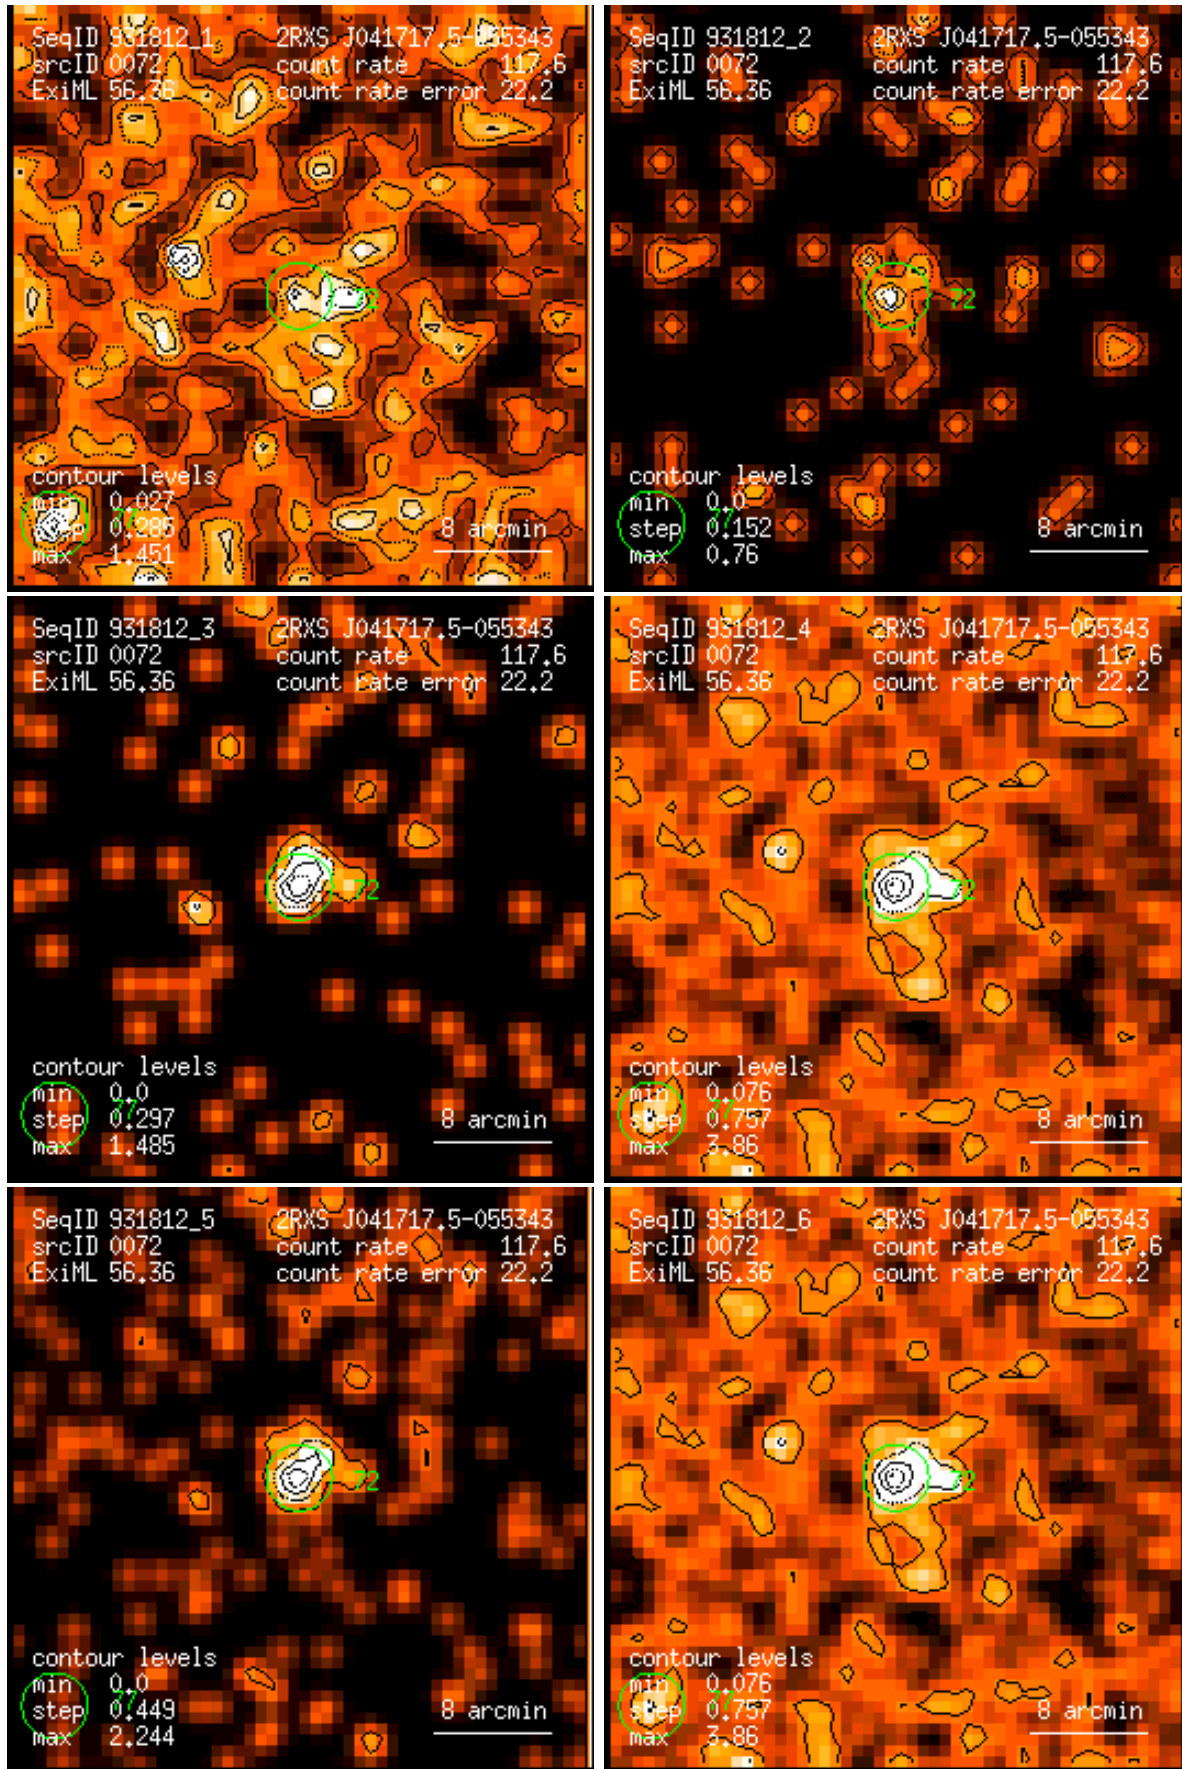 SeqID 931812_1 2RXS J041717.5-055343
srcID 0072 count rate 117.6
ExiML 56.36 count rate error 22.2
72
contour levels
min 0.027
77
step 0.285 8 arcmin
max 1.451
SeqID 931812_2 2RXS J041717.5-055343
srcID 0072 count rate 117.6
ExiML 56.36 count rate error 22.2
72
contour levels
min 0.0
77
step 0.152 8 arcmin
max 0.76
SeqID 931812_3 2RXS J041717.5-055343
srcID 0072 count rate 117.6
ExiML 56.36 count rate error 22.2
72
contour levels
min 0.0
77
step 0.297 8 arcmin
max 1.485
SeqID 931812_4 2RXS J041717.5-055343
srcID 0072 count rate 117.6
ExiML 56.36 count rate error 22.2
72
contour levels
min 0.076
77
step 0.757 8 arcmin
max 3.86
SeqID 931812_5 2RXS J041717.5-055343
srcID 0072 count rate 117.6
ExiML 56.36 count rate error 22.2
72
contour levels
min 0.0
77
step 0.449 8 arcmin
max 2.244
SeqID 931812_6 2RXS J041717.5-055343
srcID 0072 count rate 117.6
ExiML 56.36 count rate error 22.2
72
contour levels
min 0.076
77
step 0.757 8 arcmin
max 3.86